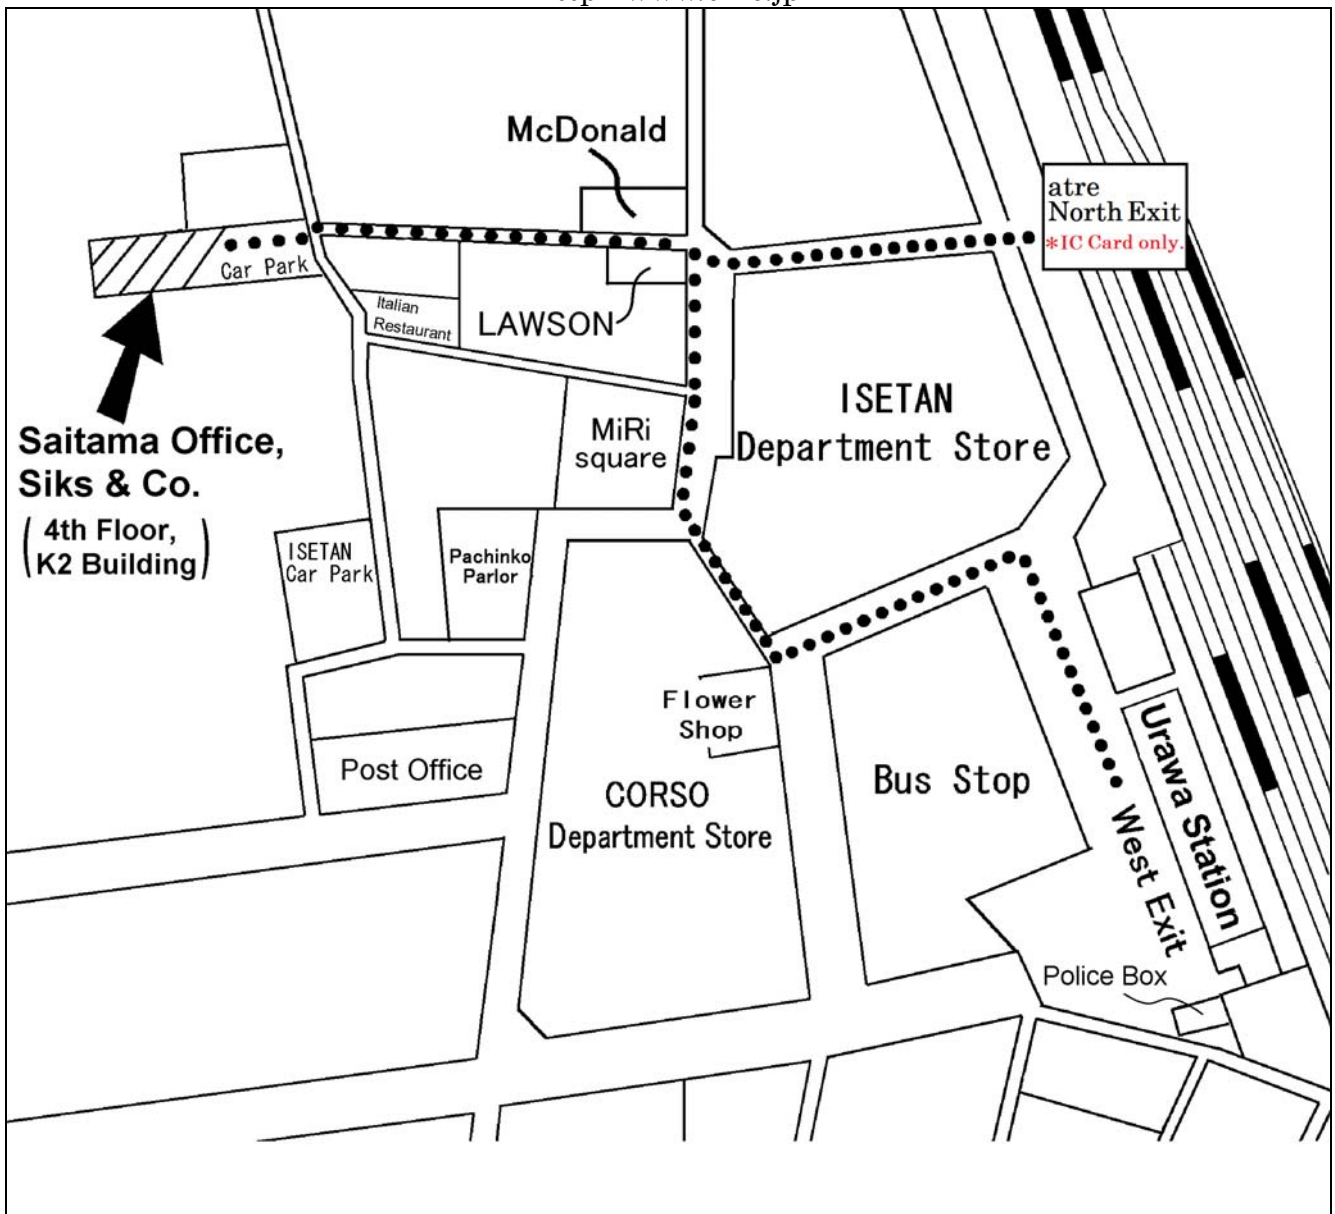 McDonald
atre
North Exit
*IC Card only.
Car Park
Italian
Restaurant
LAWSON
ISETAN
Department Store
MiRi
square
Saitama Office,
Siks & Co.
(4th Floor,
K2 Building)
ISETAN
Car Park
Pachinko
Parlor
Flower
Shop
Post Office
CORSO
Department Store
Bus Stop
Urawa Station
West Exit
Police Box